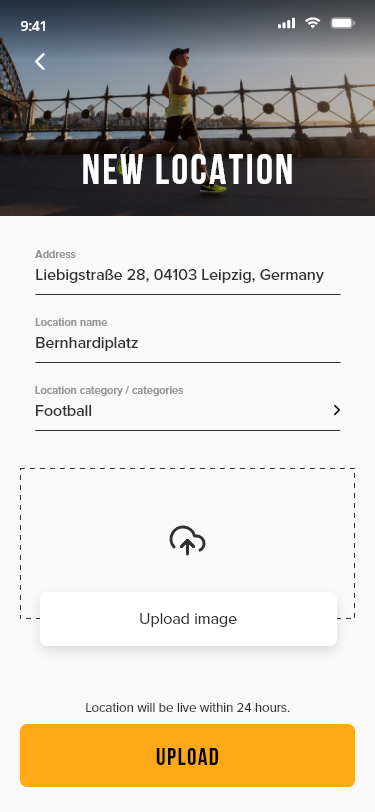 9:41
NEW LOCATION
Address
Liebigstraße 28, 04103 Leipzig, Germany
Location name
Bernhardiplatz
Location category / categories
Football
Upload image
Location will be live within 24 hours.
UPLOAD